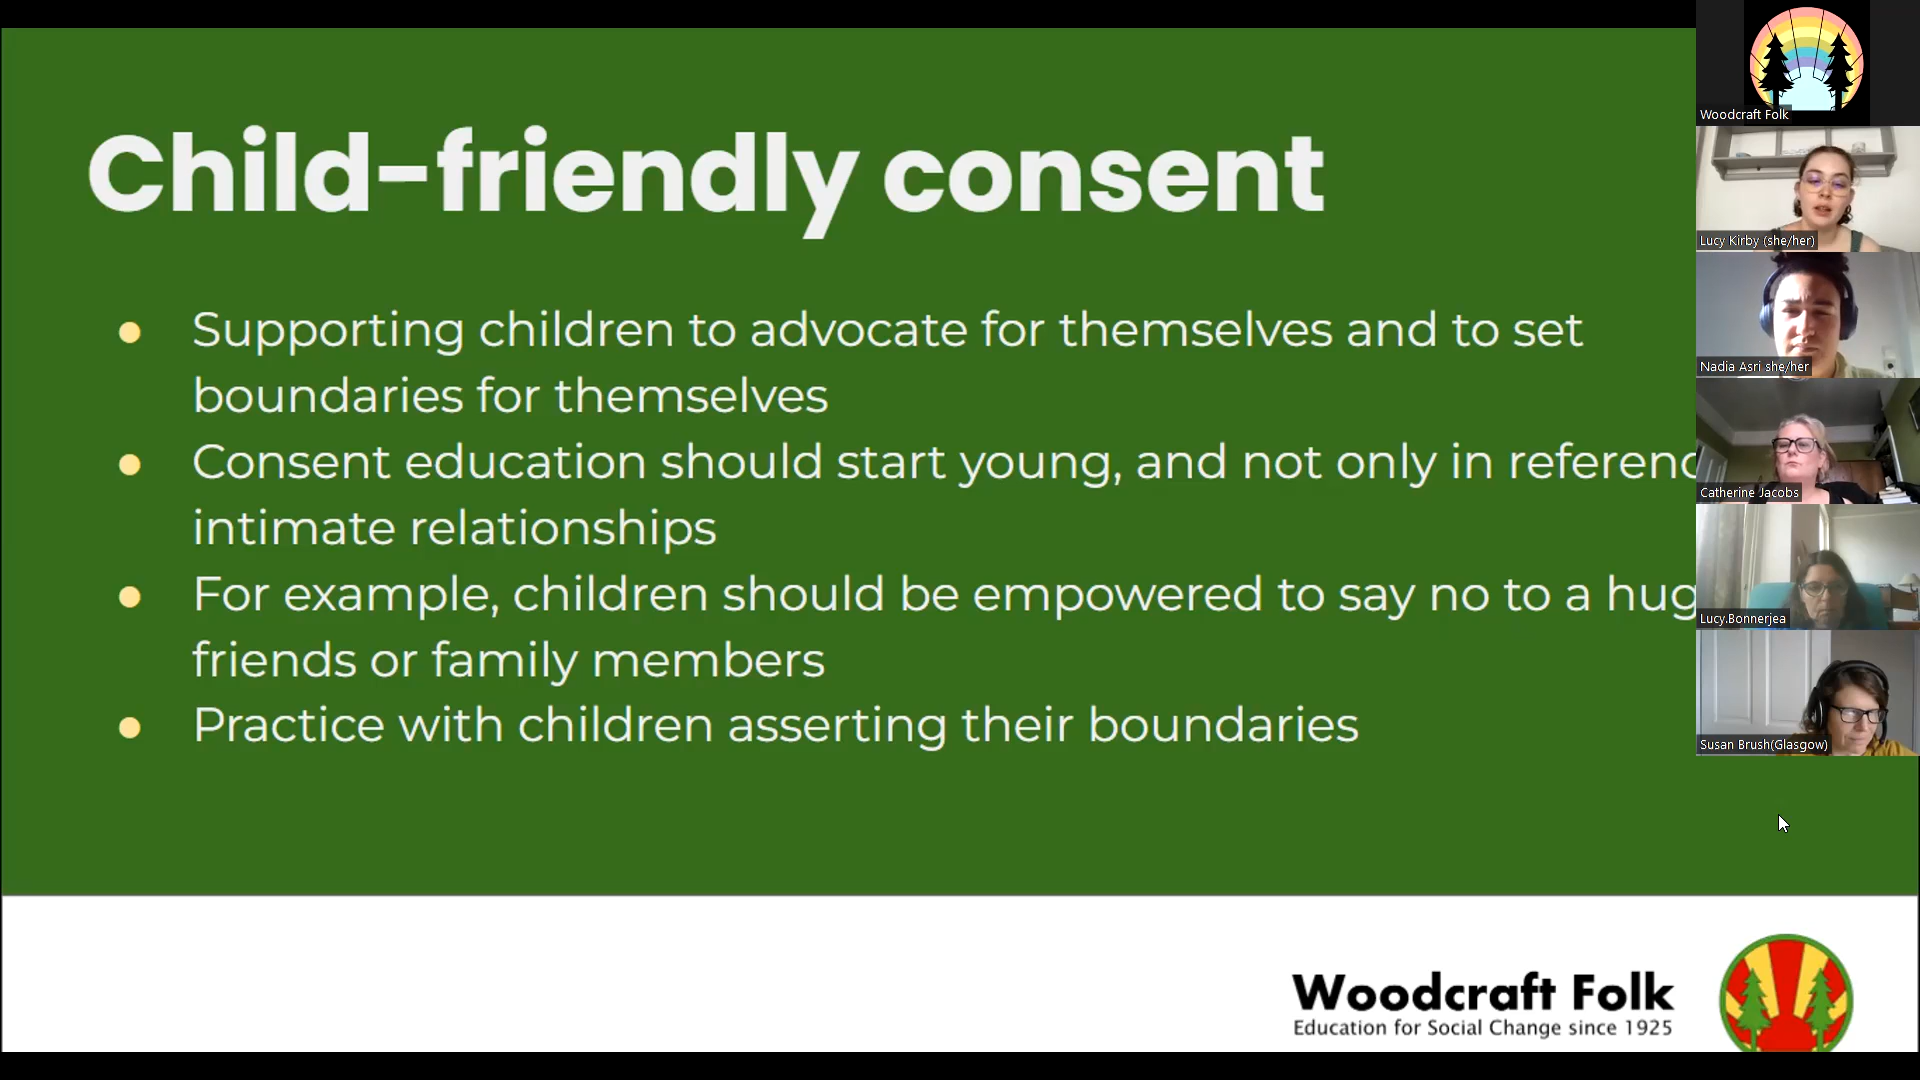 Child-friendly consent
Supporting children to advocate for themselves and to set
boundaries for themselves
Consent education should start young, and not only in referenc
intimate relationships
For example, children should be empowered to say no to a hug
friends or family members
Practice with children asserting their boundaries
Woodcraft Folk
Education for Social Change since 1925
Woodcraft Folk
Lucy Kirby (she/her)
Nadia Asri she/her
Catherine Jacobs
Lucy.Bonnerjea
Susan Brush(Glasgow)